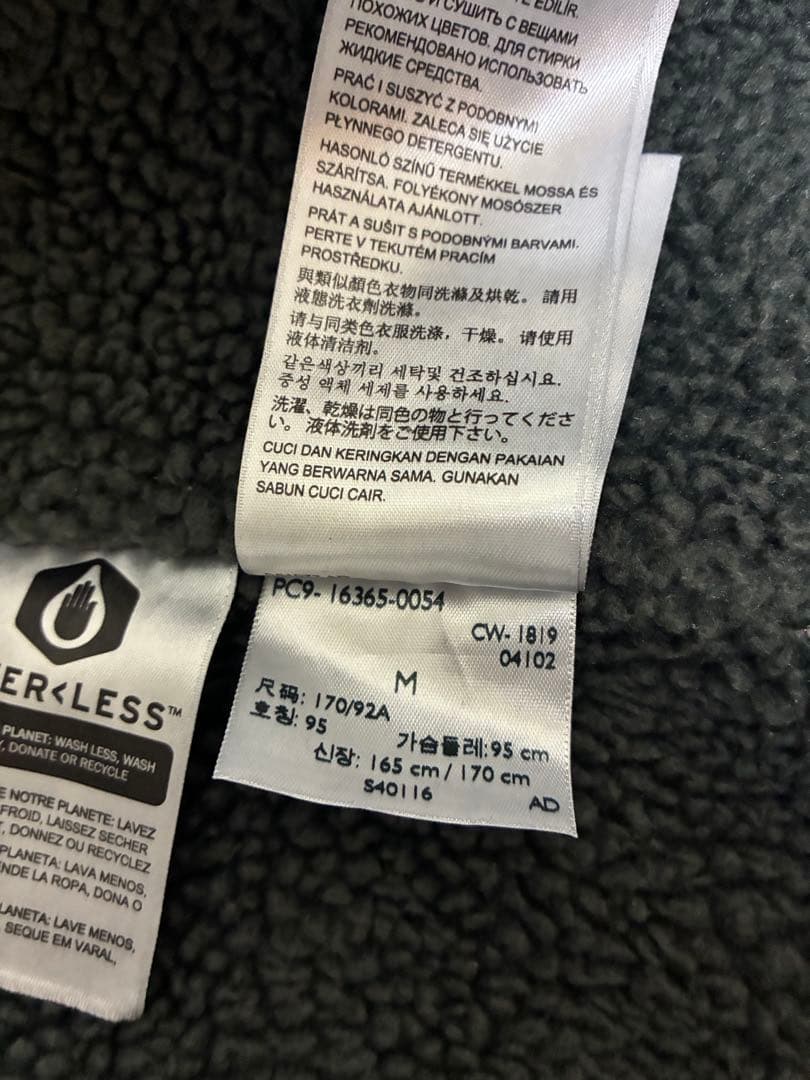 EDILIR.
И СУШИТЬ С ВЕЩАМИ
ПОХОЖИХ ЦВЕТОВ. ДЛЯ СТИРКИ
РЕКОМЕНДОВАНО ИСПОЛЬЗОВАТЬ
ЖИДКИЕ СРЕДСТВА.
PRAĆ I SUSZYĆ Z PODOBNYMI
KOLORAMI. ZALECA SIĘ UŻYCIE
PŁYNNEGO DETERGENTU.
HASONLÓ SZÍNŰ TERMÉKKEL MOSSA ÉS
SZÁRÍTSA. FOLYÉKONY MOSÓSZER
HASZNÁLATA AJÁNLOTT.
PRÁT A SUŠIT S PODOBNÝMI BARVAMI.
PERTE V TEKUTÉM PRACÍM
PROSTŘEDKU.
與類似顏色衣物同洗滌及烘乾。 請用
液態洗衣劑洗滌。
请与同类色衣服洗涤，干燥。 请使用
液体清洁剂。
같은색상끼리 세탁및 건조하십시요.
중성 액체 세제를 사용하세요.
洗濯、乾燥は同色の物と行ってくださ
い。 液体洗剤をご使用下さい。
CUCI DAN KERINGKAN DENGAN PAKAIAN
YANG BERWARNA SAMA. GUNAKAN
SABUN CUCI CAIR.
PC9- 16365-0054
CW- 1819
04102
M
尺码: 170/92A
호칭: 95
가슴둘레:95 cm
신장: 165 cm / 170 cm
S40116
AD
ER<LESS™
PLANET: WASH LESS, WASH
, DONATE OR RECYCLE
E NOTRE PLANETE: LAVEZ
FROID, LAISSEZ SECHER
, DONNEZ OU RECYCLEZ
PLANETA: LAVA MENOS,
NDE LA ROPA, DONA O
LANETA: LAVE MENOS,
SEQUE EM VARAL,